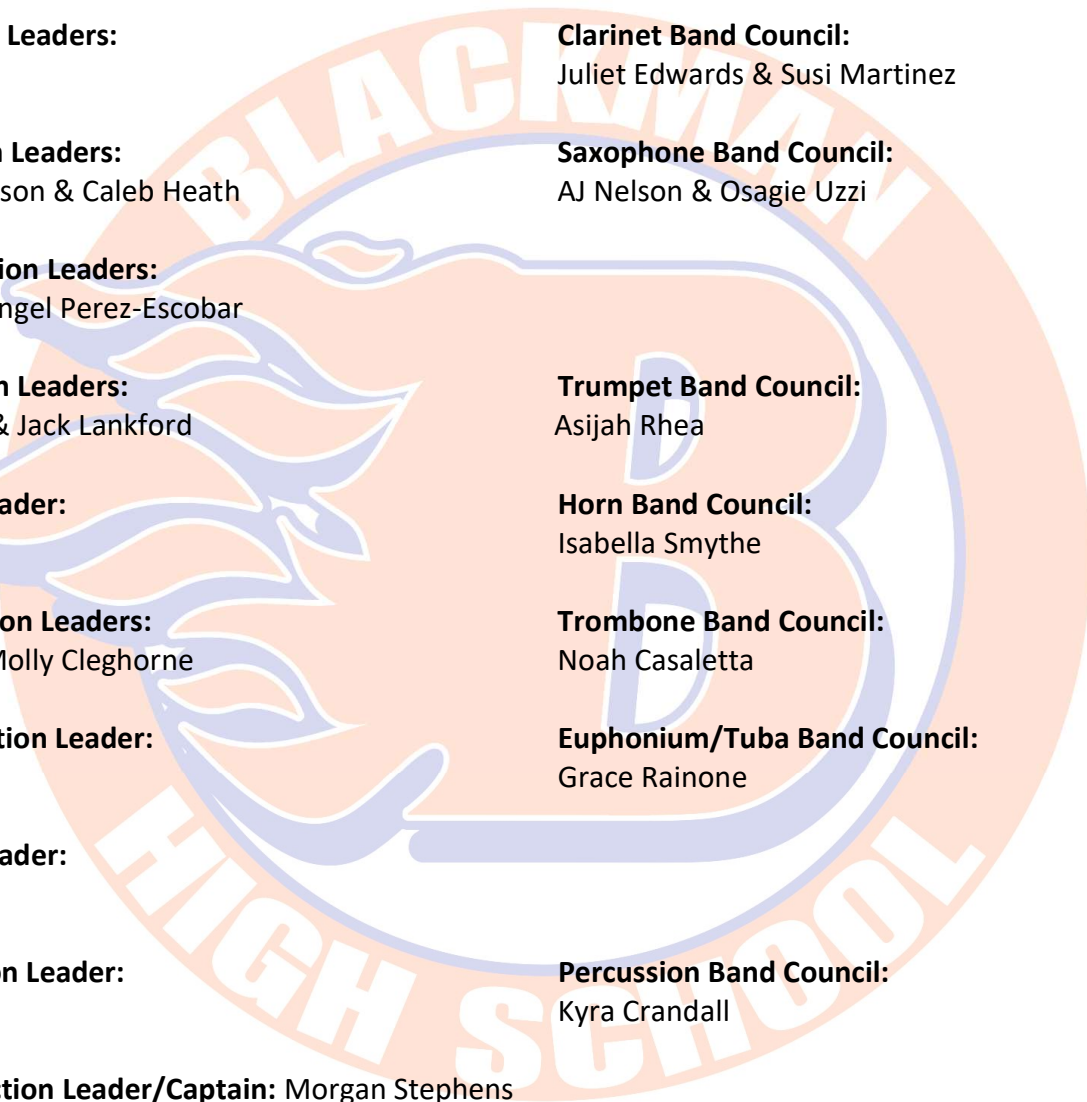 Leaders:
Clarinet Band Council:
Juliet Edwards & Susi Martinez
Leaders:
Saxophone Band Council:
son & Caleb Heath
AJ Nelson & Osagie Uzzi
ion Leaders:
ngel Perez-Escobar
Leaders:
Trumpet Band Council:
& Jack Lankford
Asijah Rhea
ader:
Horn Band Council:
Isabella Smythe
on Leaders:
Trombone Band Council:
Molly Cleghorne
Noah Casaletta
tion Leader:
Euphonium/Tuba Band Council:
Grace Rainone
ader:
n Leader:
Percussion Band Council:
Kyra Crandall
ction Leader/Captain: Morgan Stephens
BLACKMAN
B
HIGH SCHOOL